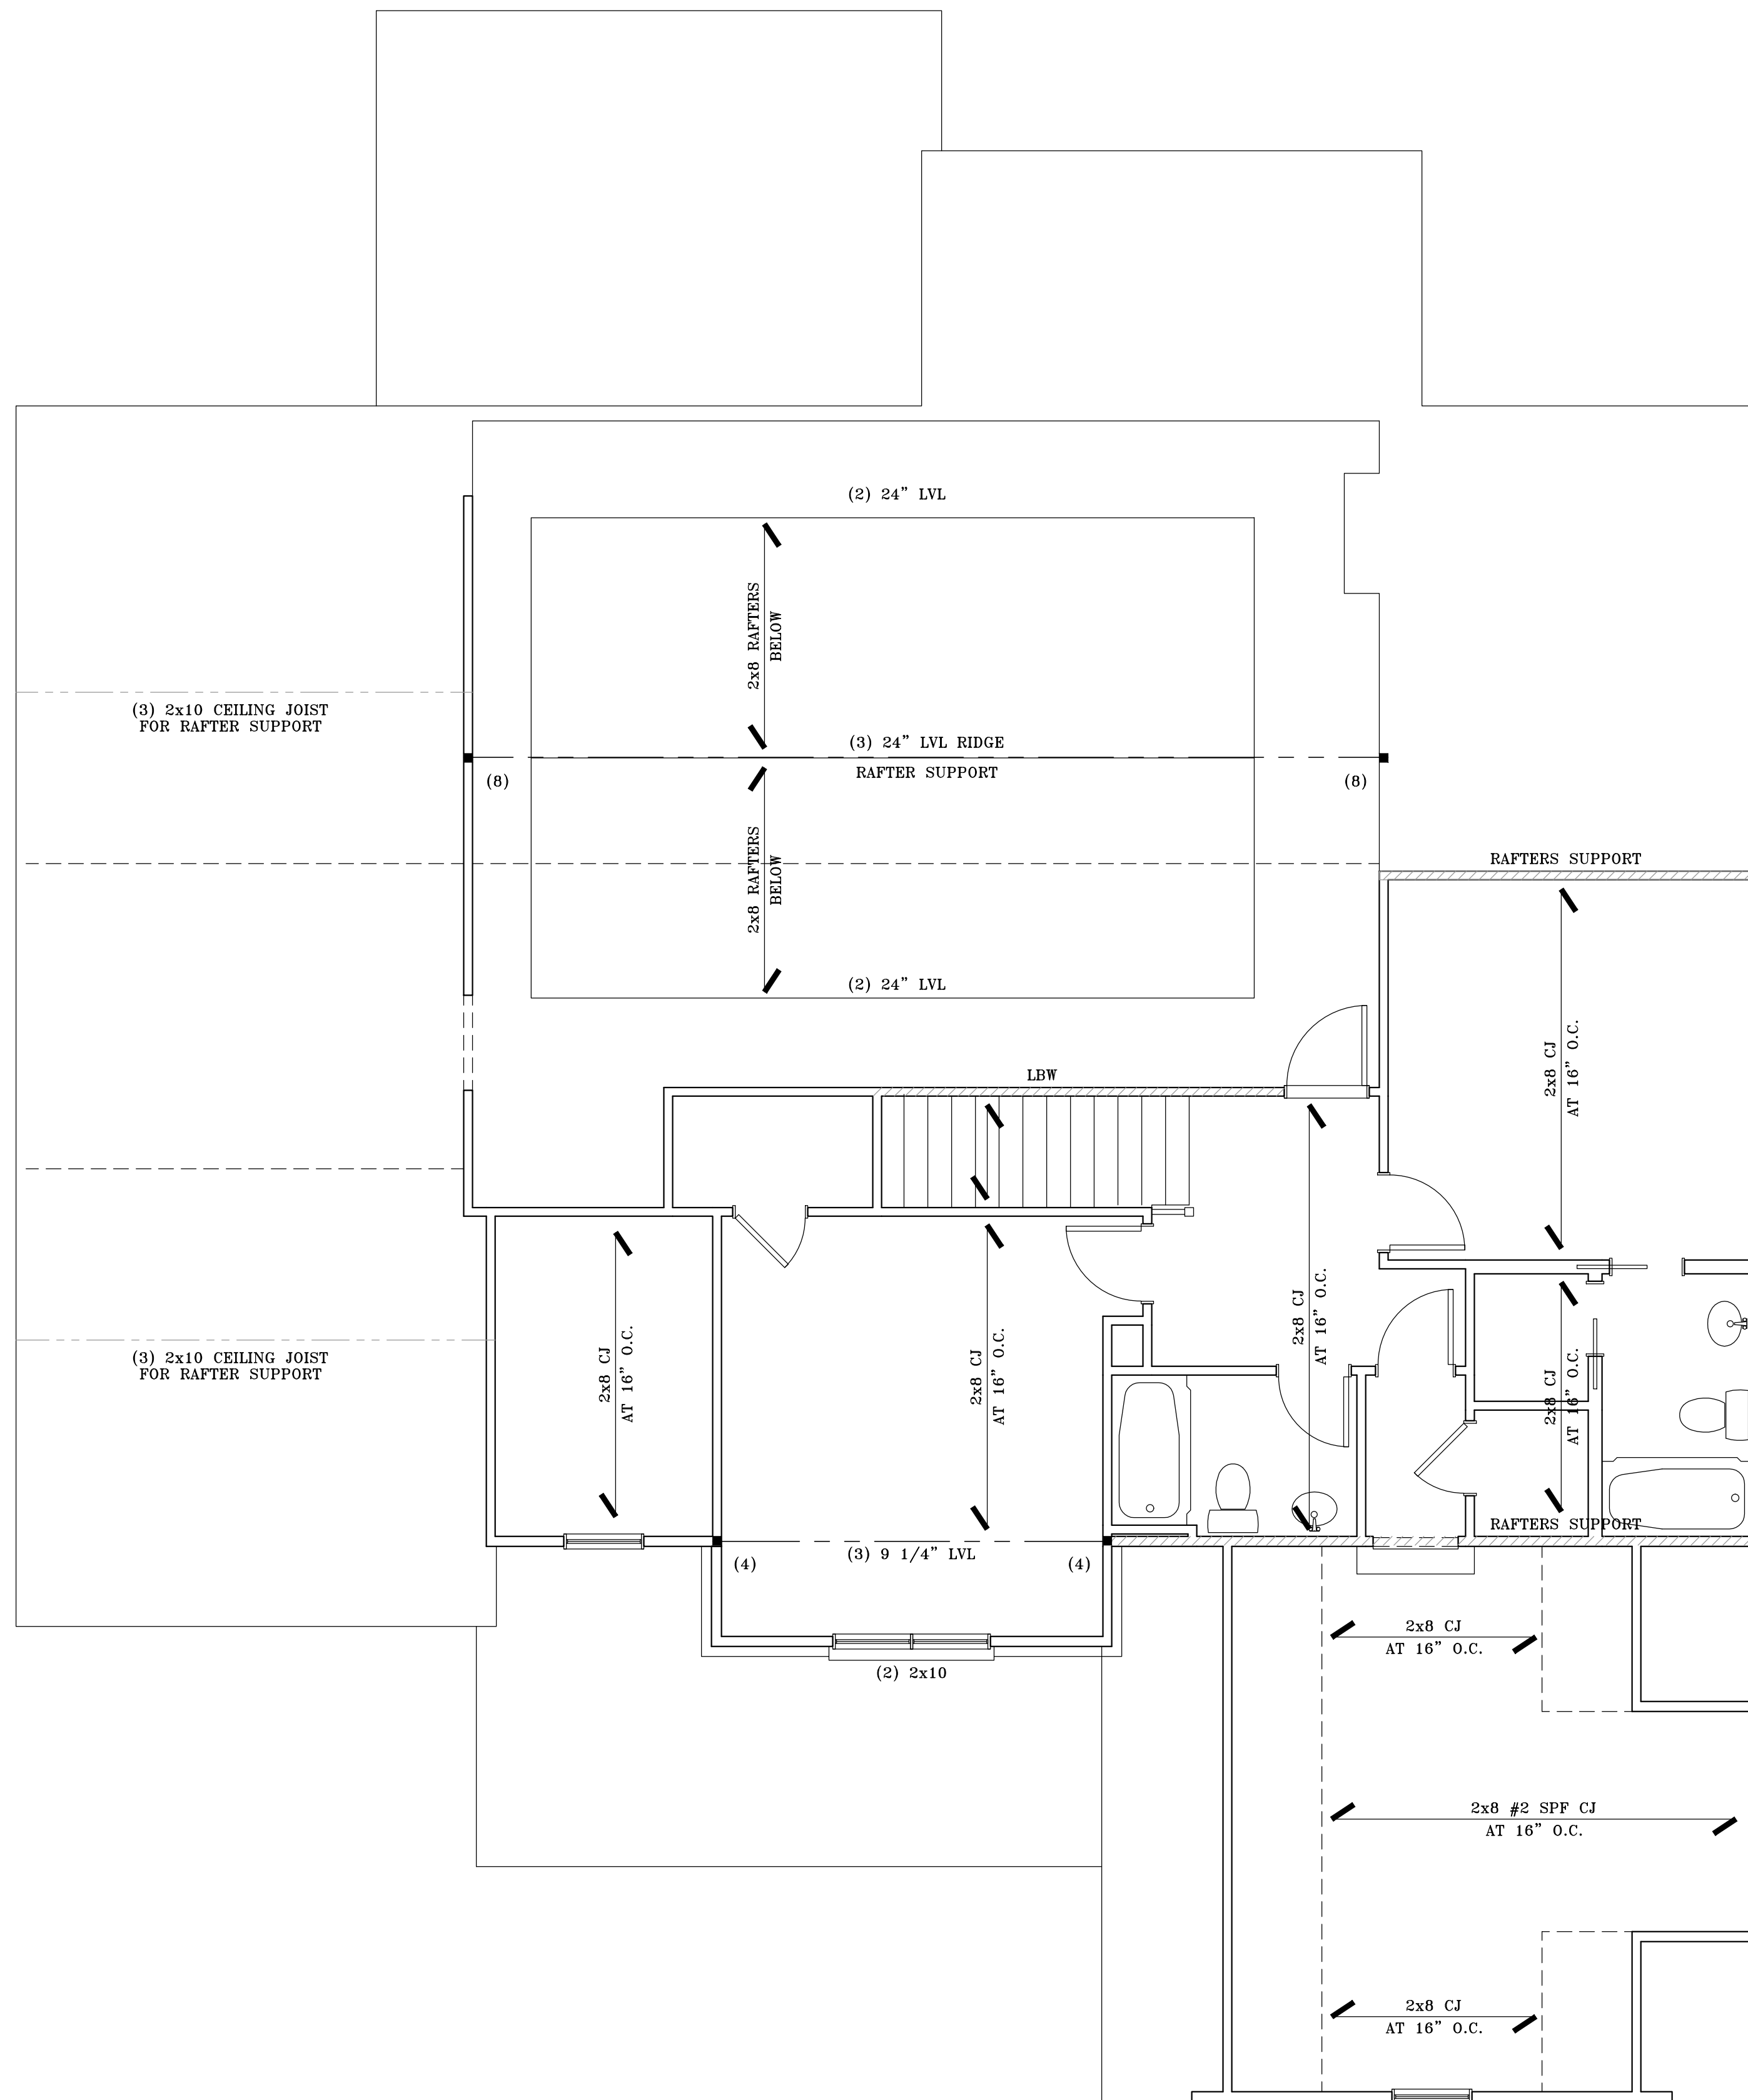 (2) 24” LVL
2x8 RAFTERS
BELOW
(3) 2x10 CEILING JOIST
FOR RAFTER SUPPORT
(3) 24” LVL RIDGE
RAFTER SUPPORT
(8)
(8)
2x8 RAFTERS
BELOW
RAFTERS SUPPORT
(2) 24” LVL
LBW
2x8 CJ
AT 16” O.C.
(3) 2x10 CEILING JOIST
FOR RAFTER SUPPORT
2x8 CJ
AT 16” O.C.
2x8 CJ
AT 16” O.C.
2x8 CJ
AT 16” O.C.
2x8 CJ
AT 16” O.C.
RAFTERS SUPPORT
(4)
(3) 9 1/4” LVL
(4)
(2) 2x10
2x8 CJ
AT 16” O.C.
2x8 #2 SPF CJ
AT 16” O.C.
2x8 CJ
AT 16” O.C.